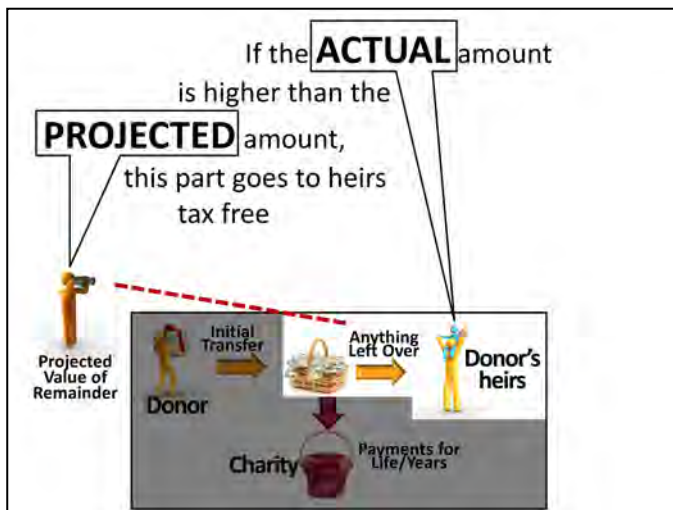 If the ACTUAL amount
is higher than the
PROJECTED amount,
this part goes to heirs
tax free
Projected
Value of
Remainder
Donor
Initial
Transfer
Anything
Left Over
Donor's
heirs
Charity
Payments for
Life/Years